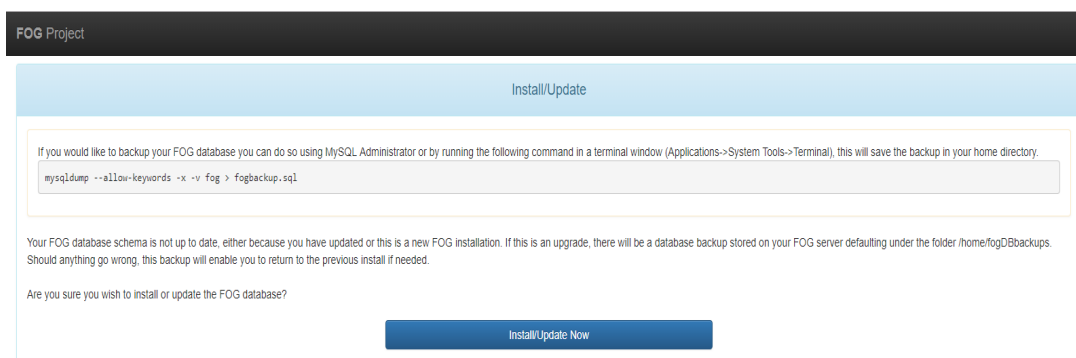 FOG Project
Install/Update
If you would like to backup your FOG database you can do so using MySQL Administrator or by running the following command in a terminal window (Applications->System Tools->Terminal), this will save the backup in your home directory.
mysqldump --allow-keywords -x -v fog > fogbackup.sql
Your FOG database schema is not up to date, either because you have updated or this is a new FOG installation. If this is an upgrade, there will be a database backup stored on your FOG server defaulting under the folder /home/fogDBbackups.
Should anything go wrong, this backup will enable you to return to the previous install if needed.
Are you sure you wish to install or update the FOG database?
Install/Update Now